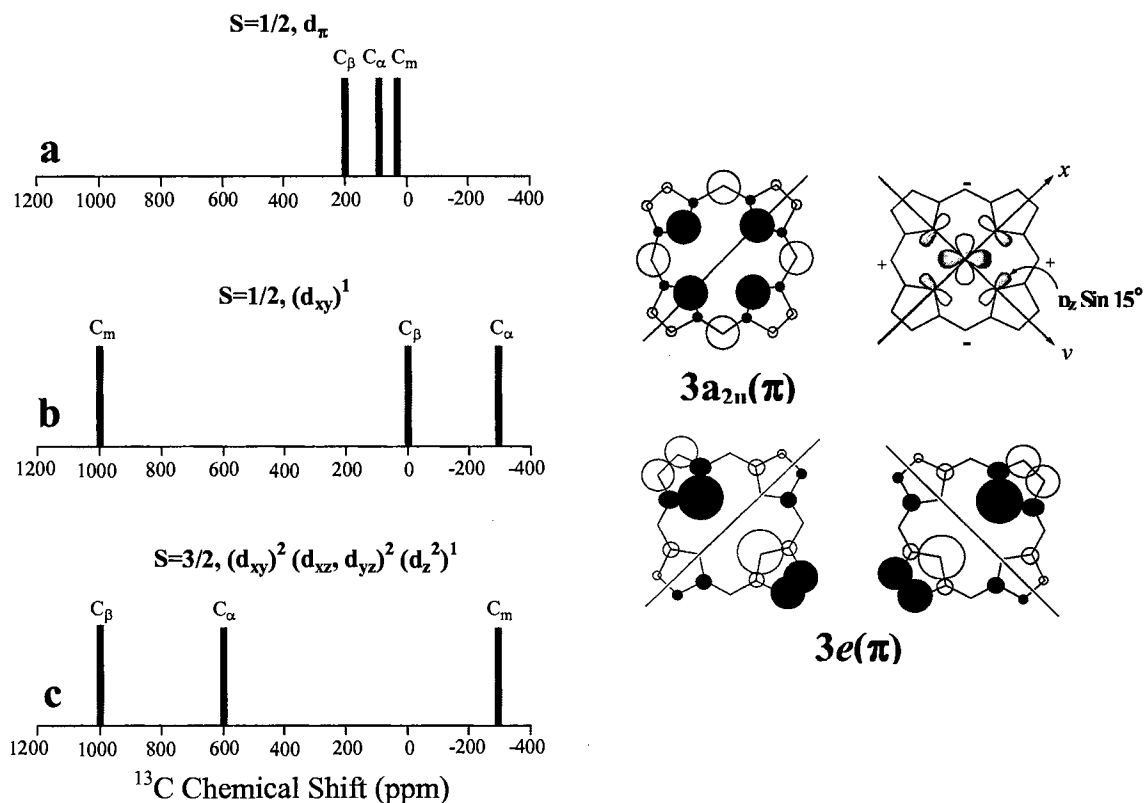 S=1/2, dπ
Cβ Cα Cm
a
1200 1000 800 600 400 200 0 -200 -400
S=1/2, (dxy)¹
Cm Cβ Cα
b
1200 1000 800 600 400 200 0 -200 -400
S=3/2, (dxy)² (dxz, dyz)² (dz²)¹
Cβ Cα Cm
c
1200 1000 800 600 400 200 0 -200 -400
¹³C Chemical Shift (ppm)
- x
+ +
nz Sin 15°
- v
3a2u(π)
3e(π)